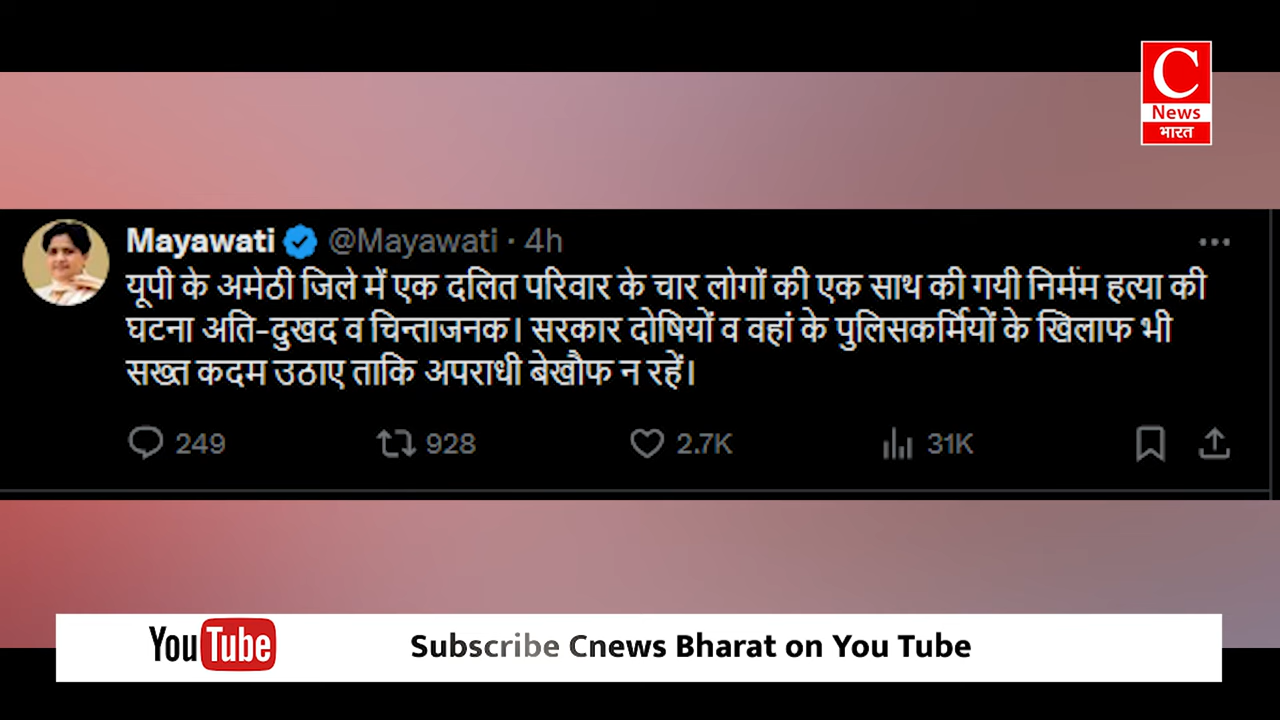 C
News
भारत
Mayawati @Mayawati · 4h
यूपी के अमेठी जिले में एक दलित परिवार के चार लोगों की एक साथ की गयी निर्मम हत्या की
घटना अति-दुखद व चिन्ताजनक। सरकार दोषियों व वहां के पुलिसकर्मियों के खिलाफ भी
सख्त कदम उठाए ताकि अपराधी बेखौफ न रहें।
249 928 2.7K 31K
YouTube Subscribe Cnews Bharat on You Tube